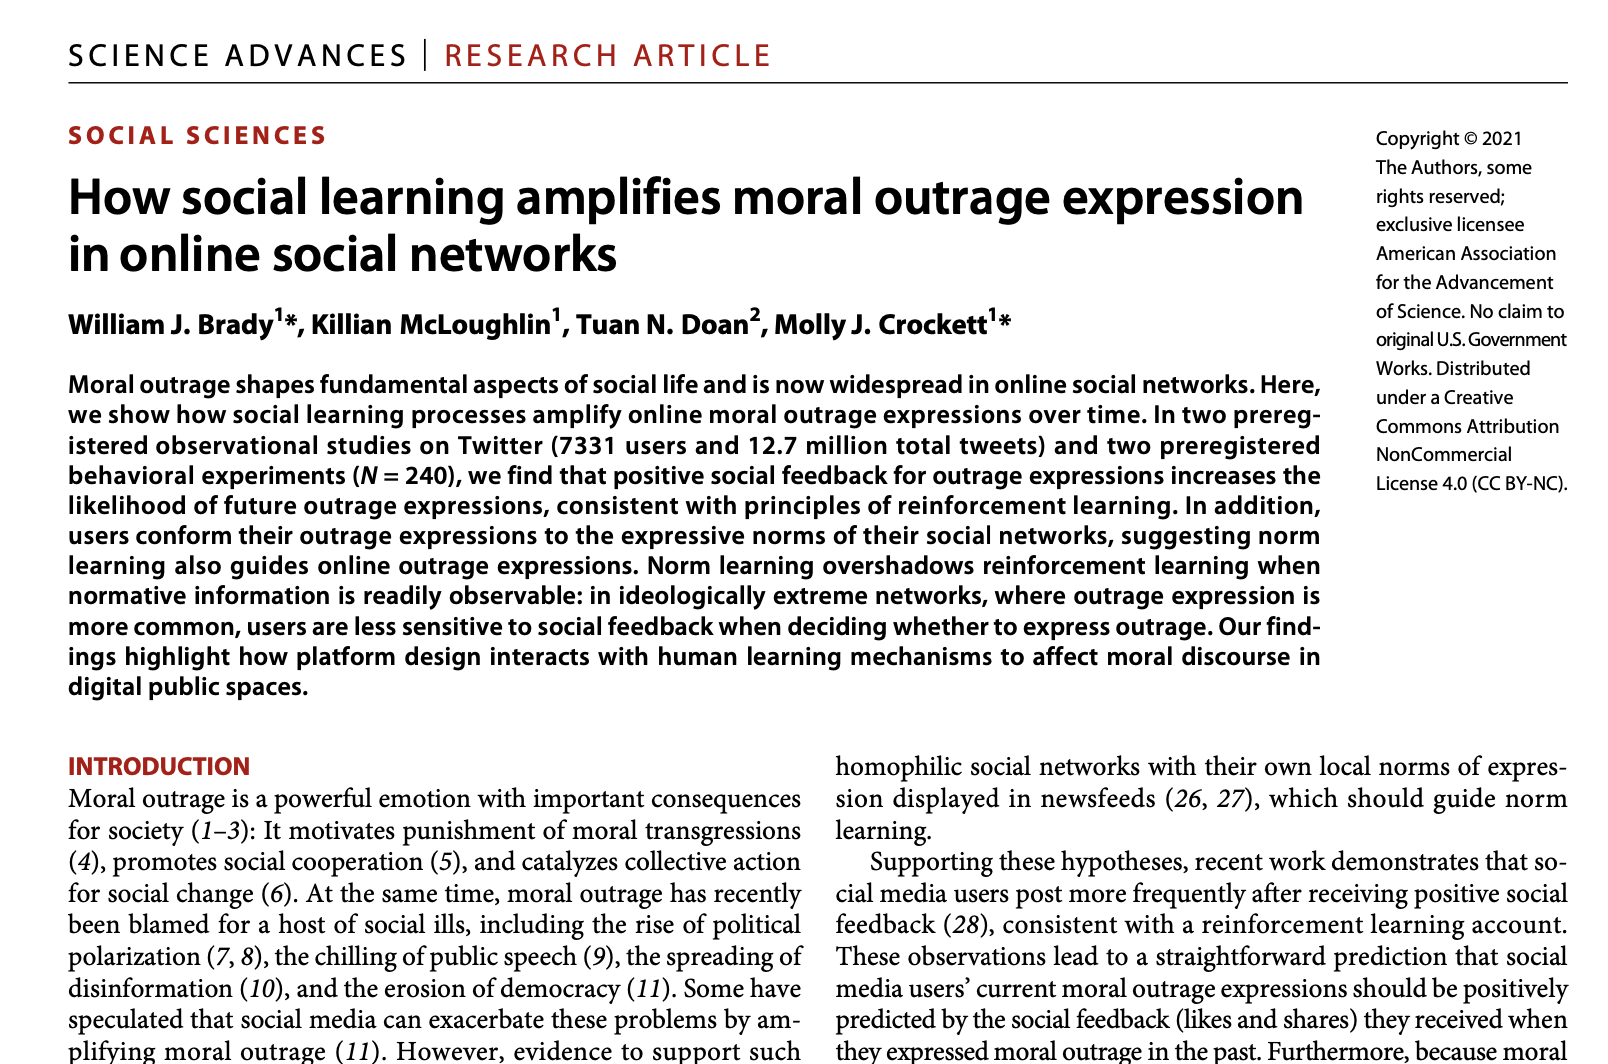 SCIENCE ADVANCES | RESEARCH ARTICLE
SOCIAL SCIENCES
How social learning amplifies moral outrage expression
in online social networks
William J. Brady1*, Killian McLoughlin1, Tuan N. Doan2, Molly J. Crockett1*
Moral outrage shapes fundamental aspects of social life and is now widespread in online social networks. Here,
we show how social learning processes amplify online moral outrage expressions over time. In two prereg-
istered observational studies on Twitter (7331 users and 12.7 million total tweets) and two preregistered
behavioral experiments (N = 240), we find that positive social feedback for outrage expressions increases the
likelihood of future outrage expressions, consistent with principles of reinforcement learning. In addition,
users conform their outrage expressions to the expressive norms of their social networks, suggesting norm
learning also guides online outrage expressions. Norm learning overshadows reinforcement learning when
normative information is readily observable: in ideologically extreme networks, where outrage expression is
more common, users are less sensitive to social feedback when deciding whether to express outrage. Our find-
ings highlight how platform design interacts with human learning mechanisms to affect moral discourse in
digital public spaces.
Copyright © 2021
The Authors, some
rights reserved;
exclusive licensee
American Association
for the Advancement
of Science. No claim to
original U.S. Government
Works. Distributed
under a Creative
Commons Attribution
NonCommercial
License 4.0 (CC BY-NC).
INTRODUCTION
Moral outrage is a powerful emotion with important consequences
for society (1–3): It motivates punishment of moral transgressions
(4), promotes social cooperation (5), and catalyzes collective action
for social change (6). At the same time, moral outrage has recently
been blamed for a host of social ills, including the rise of political
polarization (7, 8), the chilling of public speech (9), the spreading of
disinformation (10), and the erosion of democracy (11). Some have
speculated that social media can exacerbate these problems by am-
plifying moral outrage (11). However, evidence to support such
homophilic social networks with their own local norms of expres-
sion displayed in newsfeeds (26, 27), which should guide norm
learning.
Supporting these hypotheses, recent work demonstrates that so-
cial media users post more frequently after receiving positive social
feedback (28), consistent with a reinforcement learning account.
These observations lead to a straightforward prediction that social
media users’ current moral outrage expressions should be positively
predicted by the social feedback (likes and shares) they received when
they expressed moral outrage in the past. Furthermore, because moral